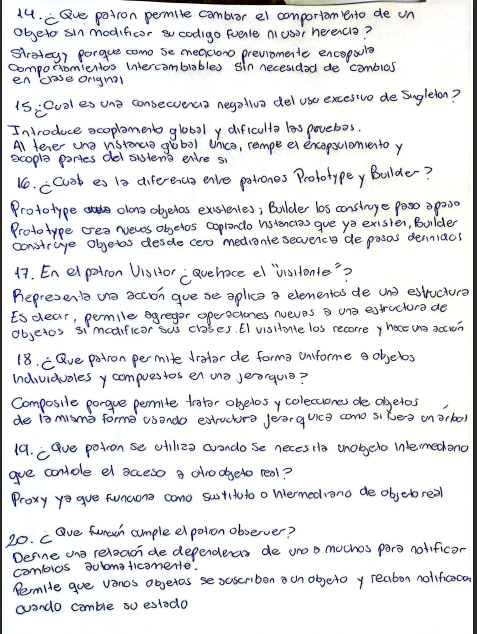 14. ¿Que patron permite cambiar el comportamiento de un
objeto sin modificar su codigo fuente ni usar herencia?
Strategy porque como se mencionó previamente encapsula
comportamientos intercambiables sin necesidad de cambios
en clase original
15. ¿Cual es una consecuencia negativa del uso excesivo de Singleton?
Introduce acoplamiento global y dificulta las pruebas.
Al tener una instancia global única, rompe el encapsulamiento y
acopla partes del sistema entre si
16. ¿Cual es la diferencia entre patrones Prototype y Builder?
Prototype clona objetos existentes; Builder los construye paso a paso
Prototype crea nuevos objetos copiando instancias que ya existen, Builder
construye objetos desde cero mediante secuencia de pasos definidos
17. En el patron Visitor ¿que hace el "visitante"?
Representa una acción que se aplica a elementos de una estructura
Es decir, permite agregar operaciones nuevas a una estructura de
objetos si modificar sus clases. El visitante los recorre y hace una acción
18. ¿Que patron permite tratar de forma uniforme a objetos
individuales y compuestos en una jerarquia?
Composite porque permite tratar objetos y colecciones de objetos
de la misma forma usando estructura jerarquica como si fuera un árbol
19. ¿Que patron se utiliza cuando se necesita un objeto intermediario
que controle el acceso a otro objeto real?
Proxy ya que funciona como sustituto o intermediario de objeto real
20. ¿Que función cumple el patron observer?
Define una relación de dependencia de uno a muchos para notificar
cambios automaticamente.
Permite que varios objetos se suscriban a un objeto y reciban notificacion
cuando cambie su estado